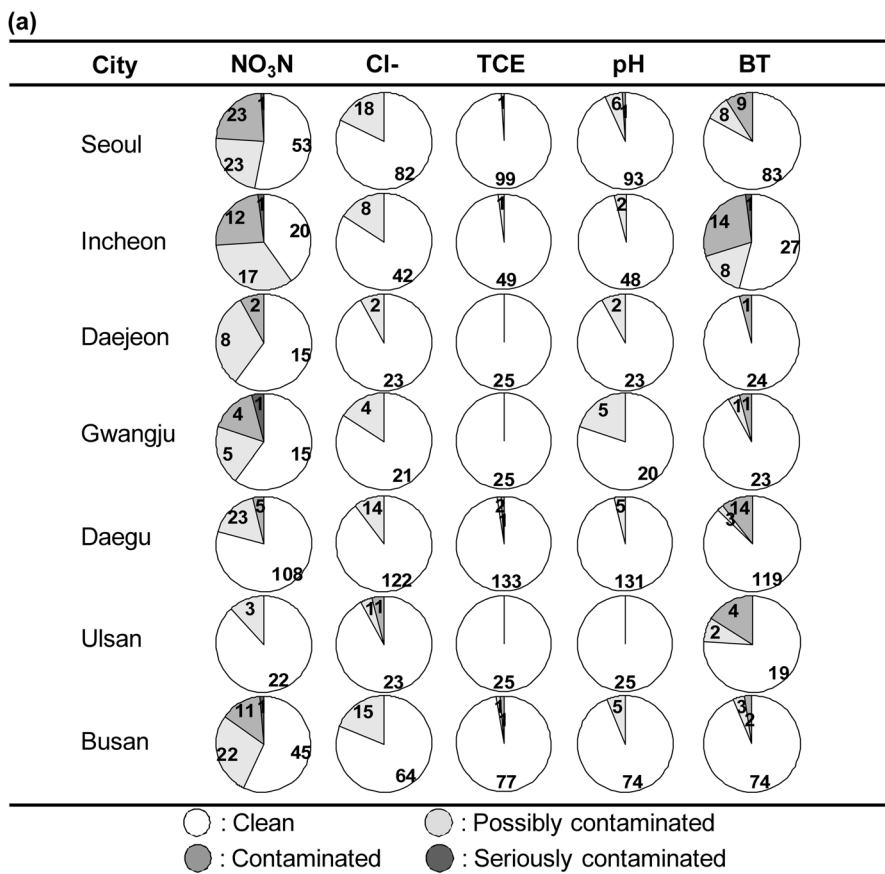 (a)
City NO₃N Cl- TCE pH BT
Seoul 23 1 53 23 18 82 1 99 6 1 93 8 9 83
Incheon 12 1 20 17 8 42 1 49 2 48 14 1 27 8
Daejeon 2 8 15 2 23 25 2 23 1 24
Gwangju 4 1 5 15 4 21 25 5 20 1 1 23
Daegu 23 5 108 14 122 2 1 133 5 131 3 14 119
Ulsan 3 22 1 1 23 25 25 4 2 19
Busan 11 1 22 45 15 64 1 1 77 5 74 3 2 74
: Clean : Possibly contaminated
: Contaminated : Seriously contaminated